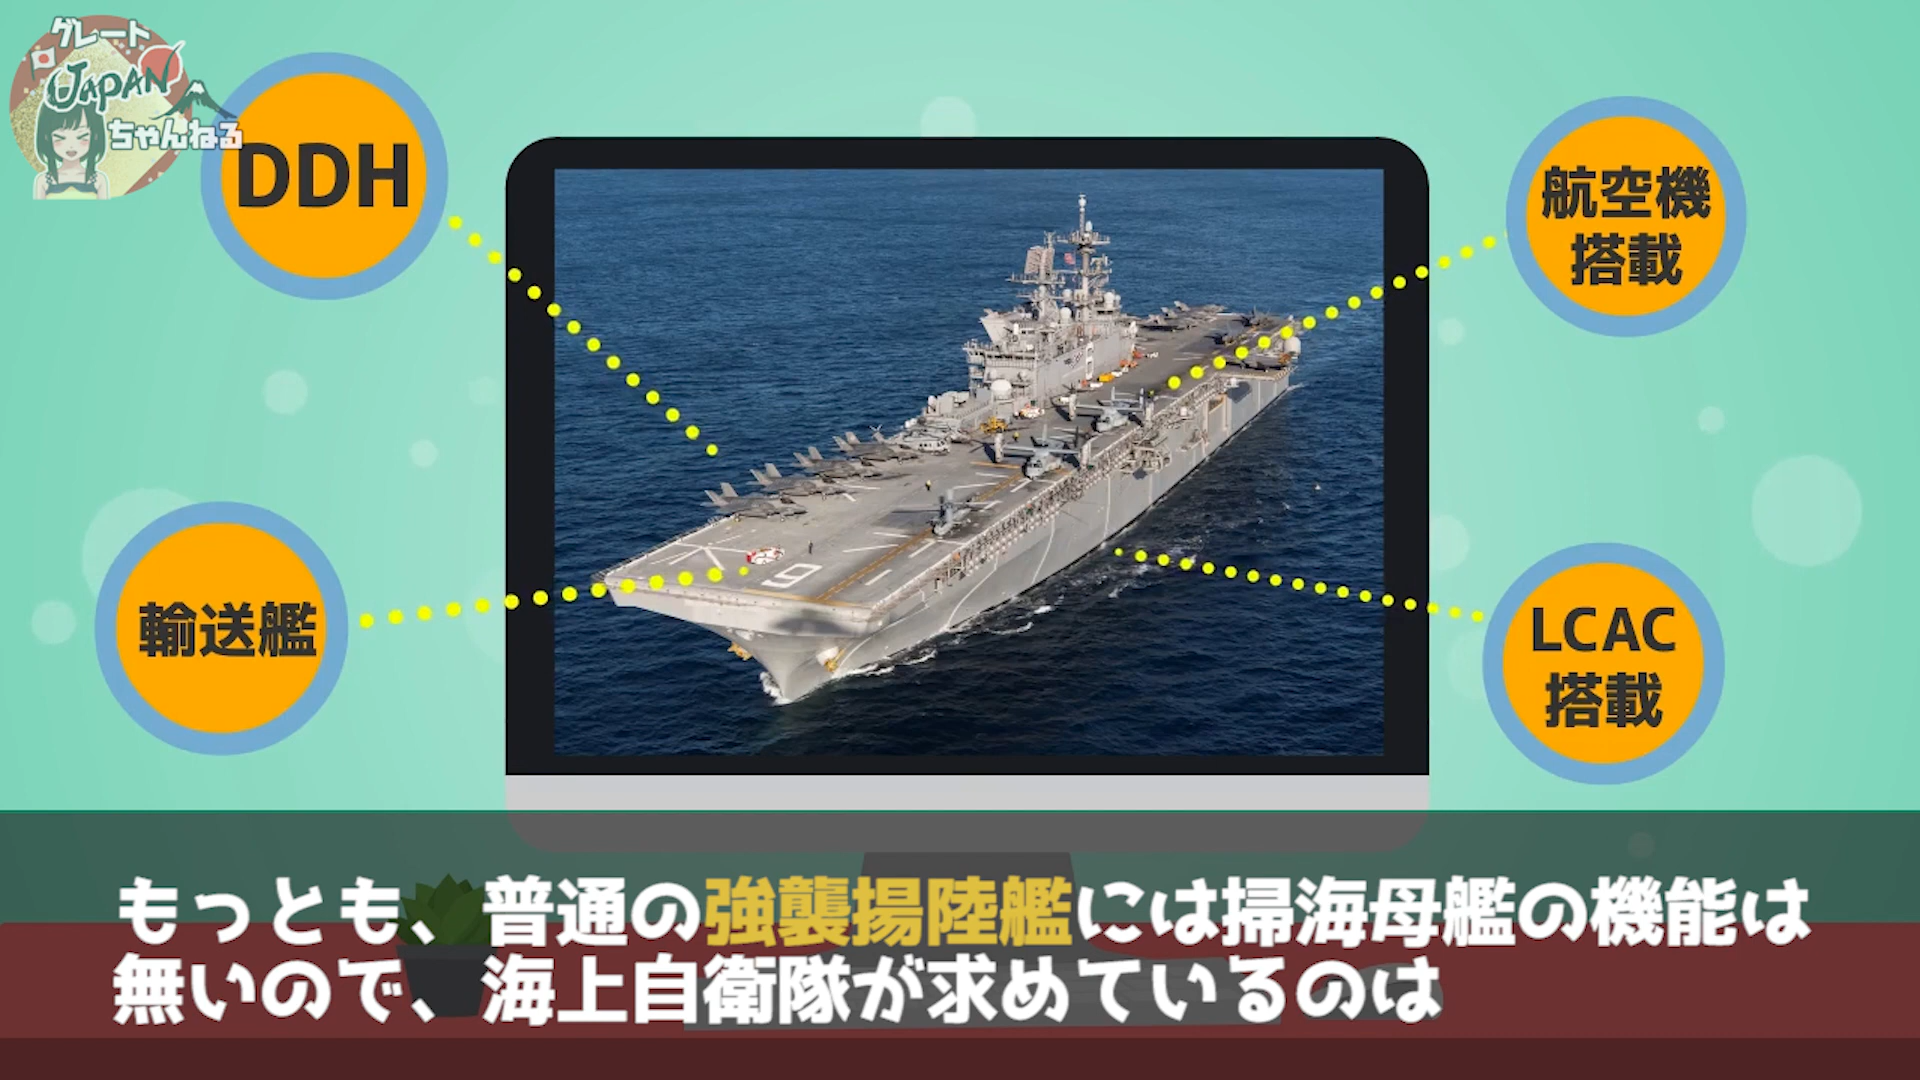 グレート
JAPAN
ちゃんねる
DDH
航空機
搭載
輸送艦
LCAC
搭載
もっとも、普通の強襲揚陸艦には掃海母艦の機能は
無いので、海上自衛隊が求めているのは